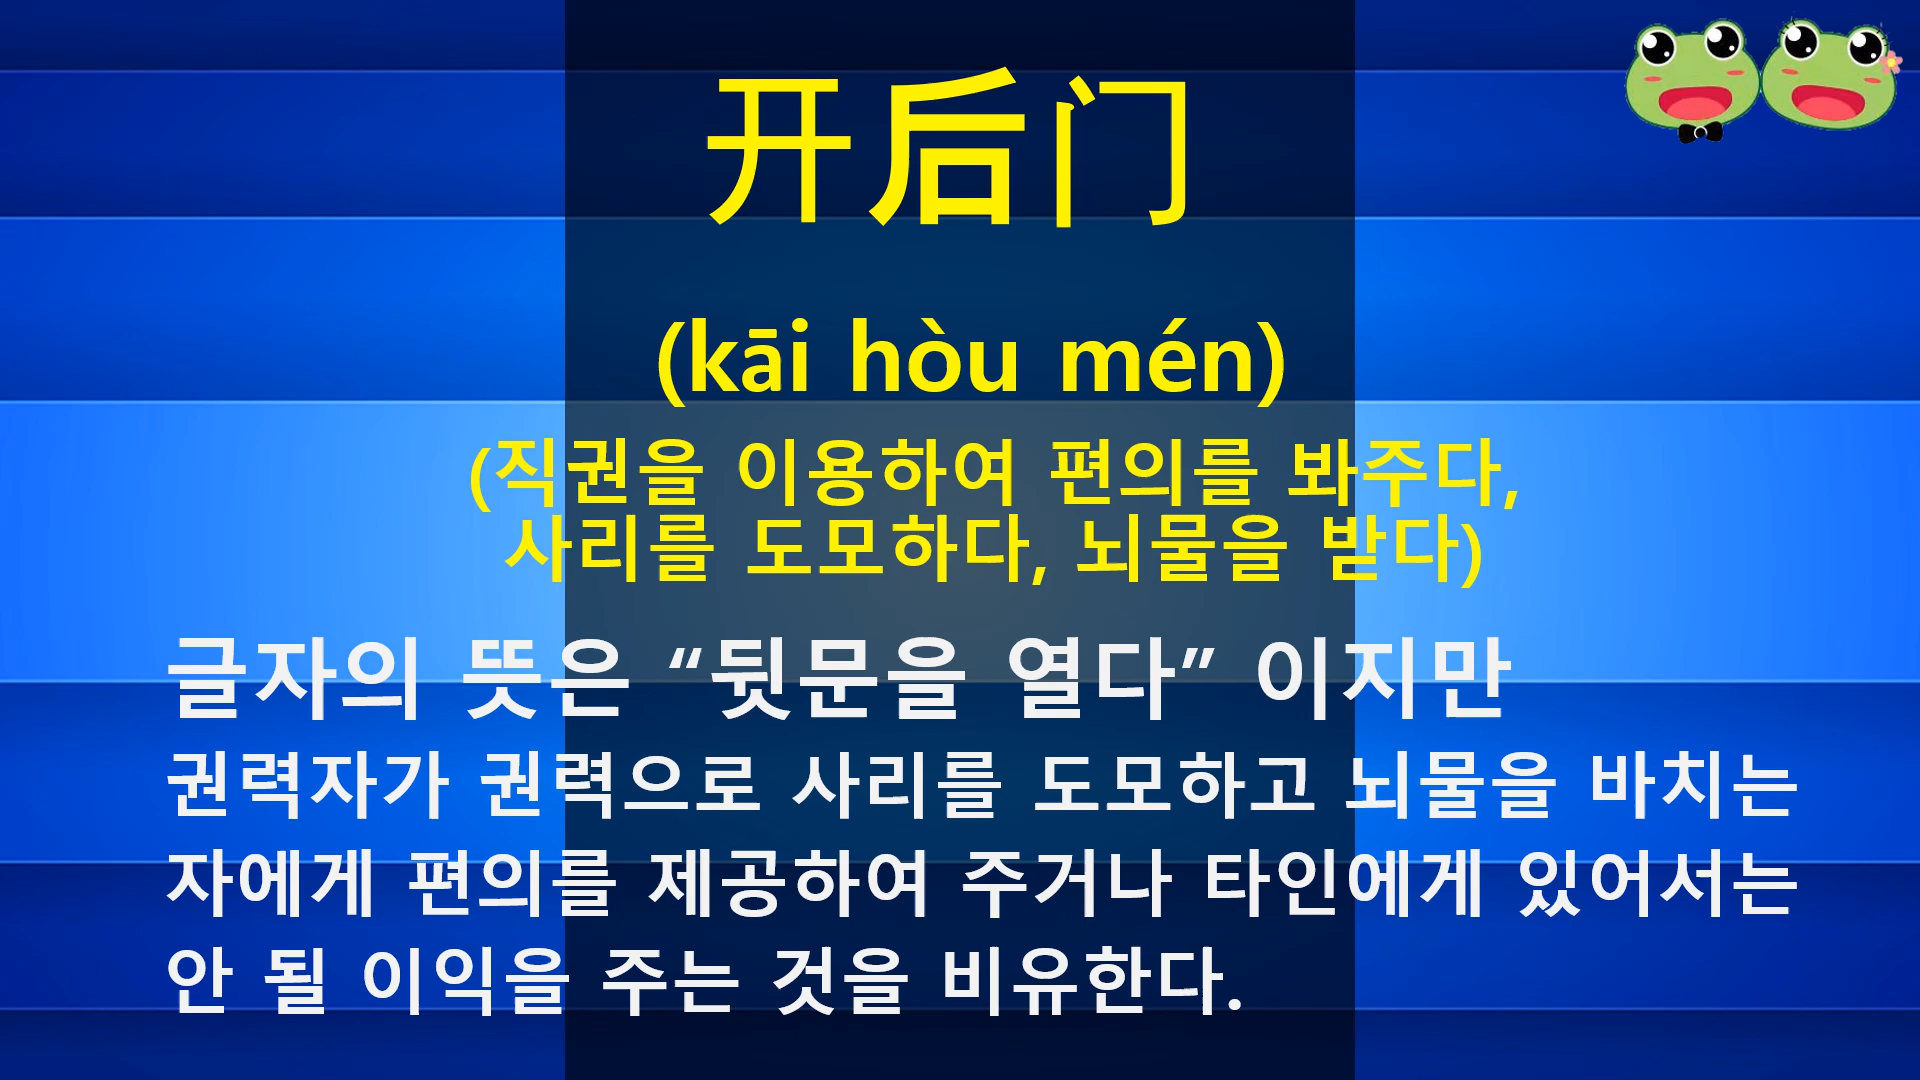 开后门
(kāi hòu mén)
(직권을 이용하여 편의를 봐주다,
사리를 도모하다, 뇌물을 받다)
글자의 뜻은 “뒷문을 열다” 이지만
권력자가 권력으로 사리를 도모하고 뇌물을 바치는
자에게 편의를 제공하여 주거나 타인에게 있어서는
안 될 이익을 주는 것을 비유한다.